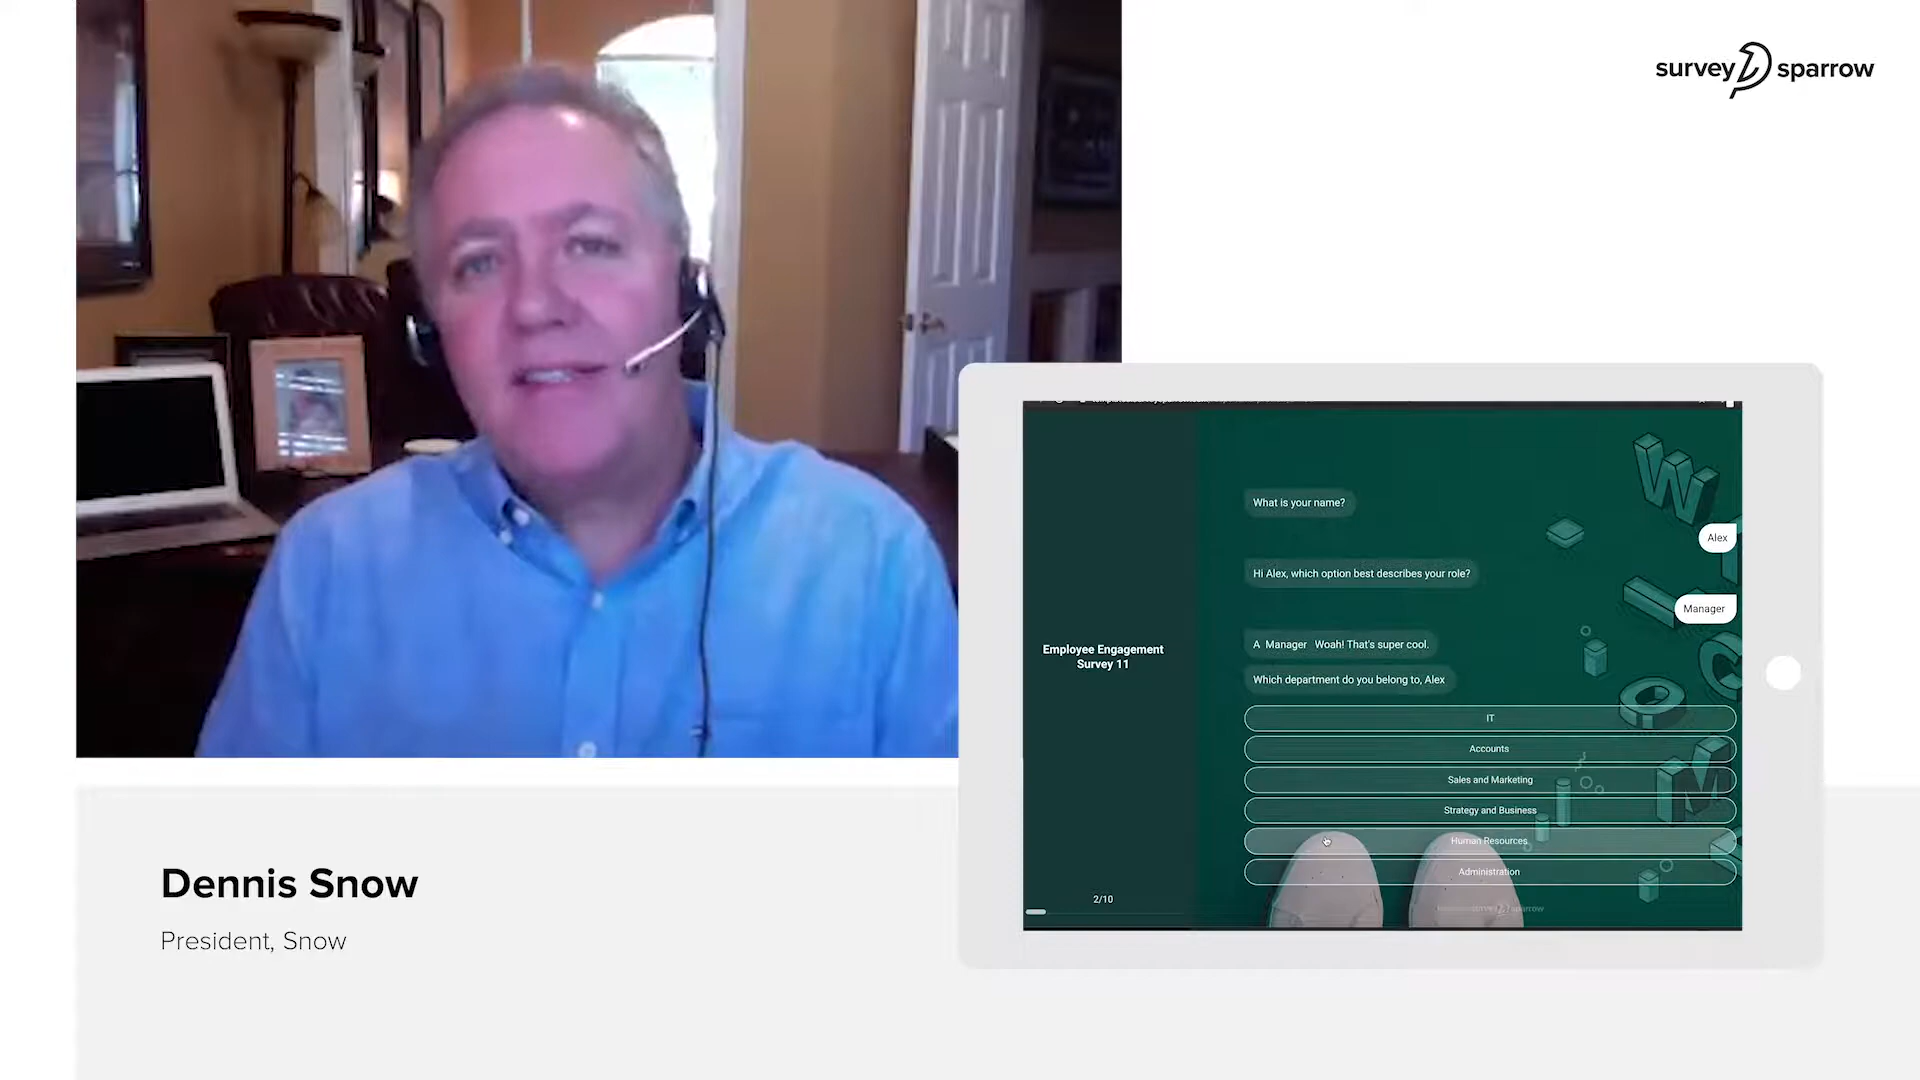 survey sparrow
What is your name?
Alex
Hi Alex, which option best describes your role?
Manager
A Manager Woah! That's super cool.
Which department do you belong to, Alex
Employee Engagement
Survey 11
IT
Accounts
Sales and Marketing
Strategy and Business
Human Resources
Administration
2/10
survey sparrow
Dennis Snow
President, Snow